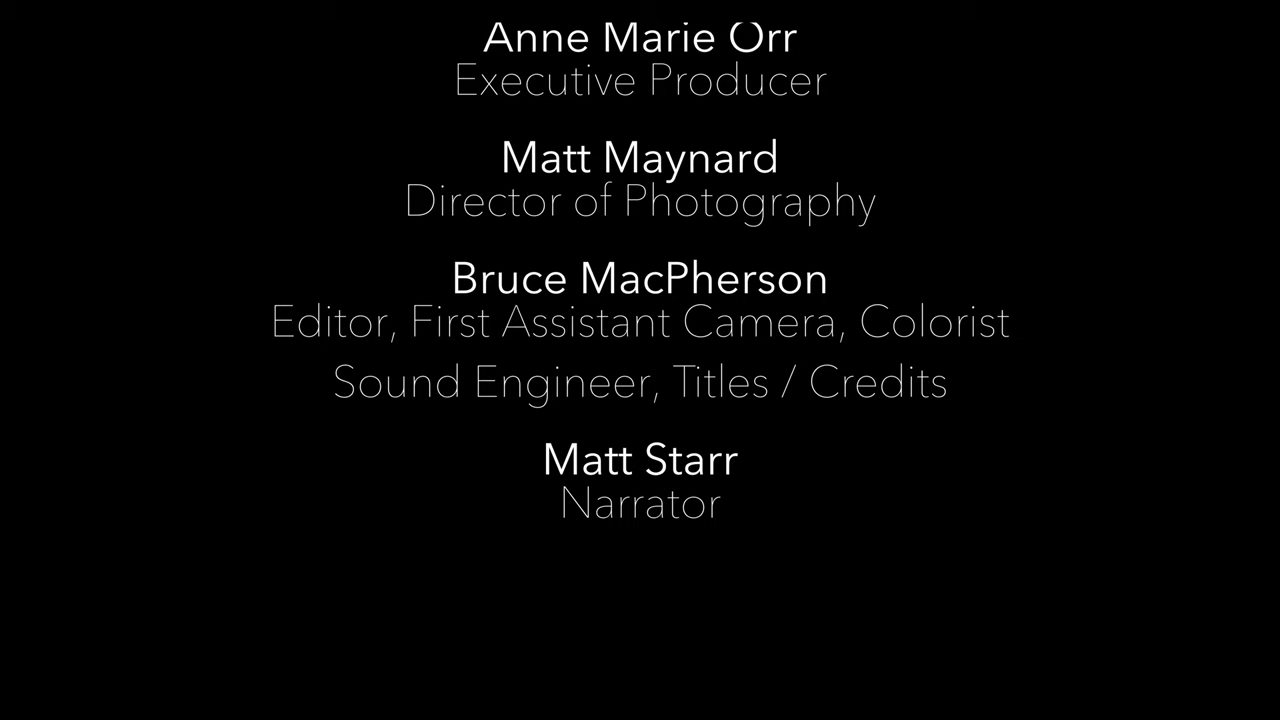 Anne Marie Orr
Executive Producer
Matt Maynard
Director of Photography
Bruce MacPherson
Editor, First Assistant Camera, Colorist
Sound Engineer, Titles / Credits
Matt Starr
Narrator